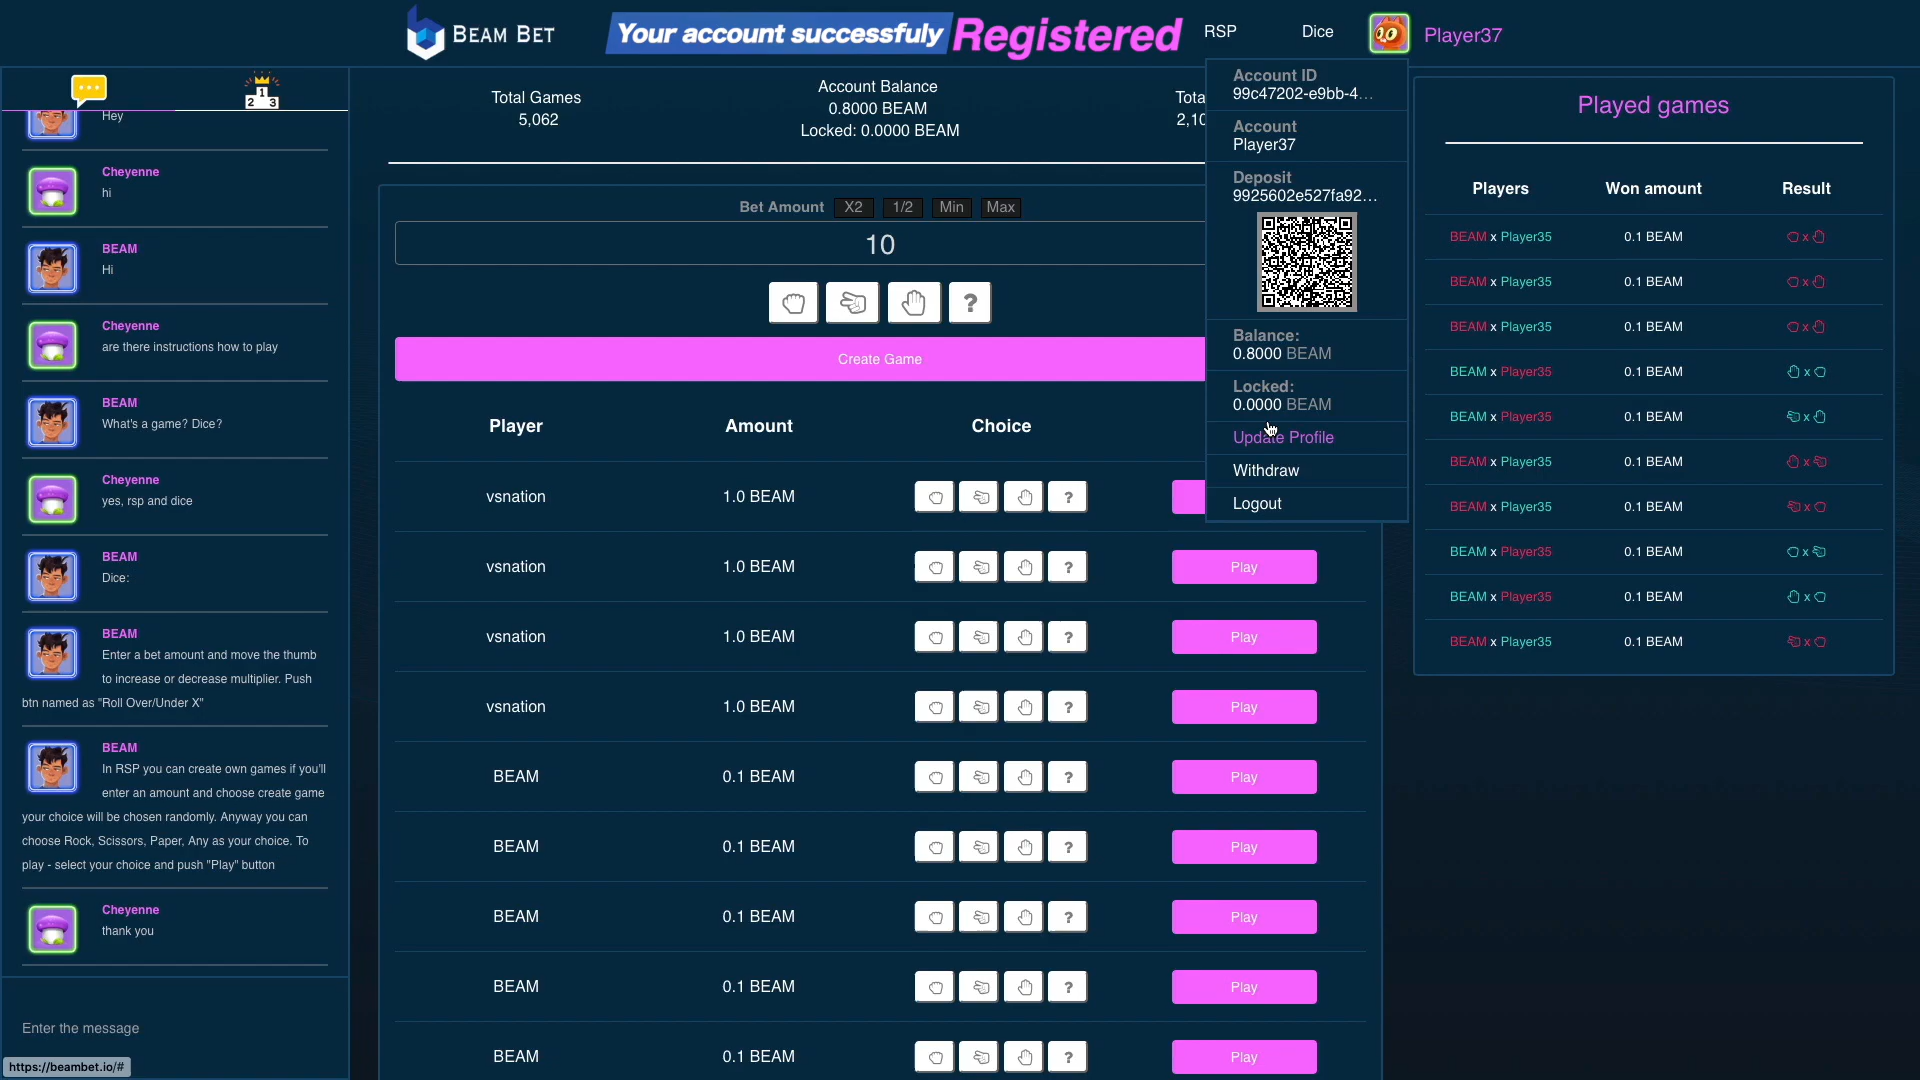 BEAM BET
Your account successfuly Registered
RSP
Dice
Player37
Hey
Cheyenne
hi
BEAM
Hi
Cheyenne
are there instructions how to play
BEAM
What's a game? Dice?
Cheyenne
yes, rsp and dice
BEAM
Dice:
BEAM
Enter a bet amount and move the thumb
to increase or decrease multiplier. Push
btn named as "Roll Over/Under X"
BEAM
In RSP you can create own games if you'll
enter an amount and choose create game
your choice will be chosen randomly. Anyway you can
choose Rock, Scissors, Paper, Any as your choice. To
play - select your choice and push "Play" button
Cheyenne
thank you
Enter the message
https://beambet.io/#
Total Games
5,062
Account Balance
0.8000 BEAM
Locked: 0.0000 BEAM
Tota
2,10
Bet Amount X2 1/2 Min Max
10
?
Create Game
Player Amount Choice
vsnation 1.0 BEAM ?
vsnation 1.0 BEAM ? Play
vsnation 1.0 BEAM ? Play
vsnation 1.0 BEAM ? Play
BEAM 0.1 BEAM ? Play
BEAM 0.1 BEAM ? Play
BEAM 0.1 BEAM ? Play
BEAM 0.1 BEAM ? Play
BEAM 0.1 BEAM ? Play
Account ID
99c47202-e9bb-4...
Account
Player37
Deposit
9925602e527fa92...
Balance:
0.8000 BEAM
Locked:
0.0000 BEAM
Update Profile
Withdraw
Logout
Played games
Players Won amount Result
BEAM x Player35 0.1 BEAM x
BEAM x Player35 0.1 BEAM x
BEAM x Player35 0.1 BEAM x
BEAM x Player35 0.1 BEAM x
BEAM x Player35 0.1 BEAM x
BEAM x Player35 0.1 BEAM x
BEAM x Player35 0.1 BEAM x
BEAM x Player35 0.1 BEAM x
BEAM x Player35 0.1 BEAM x
BEAM x Player35 0.1 BEAM x